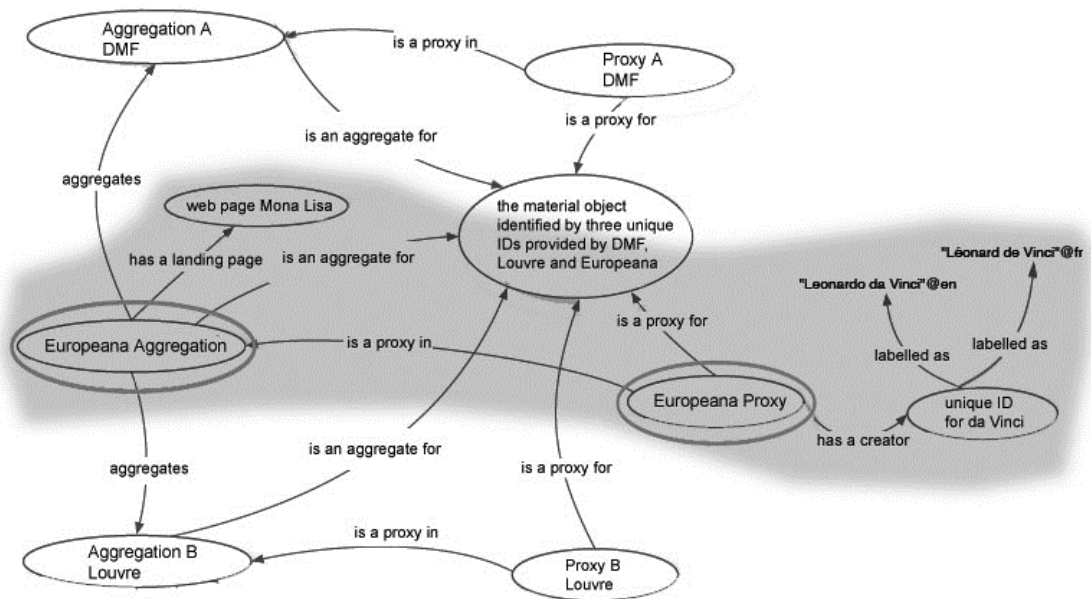 Aggregation A
DMF
is a proxy in
Proxy A
DMF
is a proxy for
is an aggregate for
aggregates
web page Mona Lisa
the material object
identified by three unique
IDs provided by DMF,
Louvre and Europeana
has a landing page
is an aggregate for
"Léonard de Vinci"@fr
"Leonardo da Vinci"@en
is a proxy for
Europeana Aggregation
is a proxy in
labelled as
labelled as
Europeana Proxy
unique ID
for da Vinci
has a creator
is an aggregate for
aggregates
is a proxy for
is a proxy in
Aggregation B
Louvre
Proxy B
Louvre